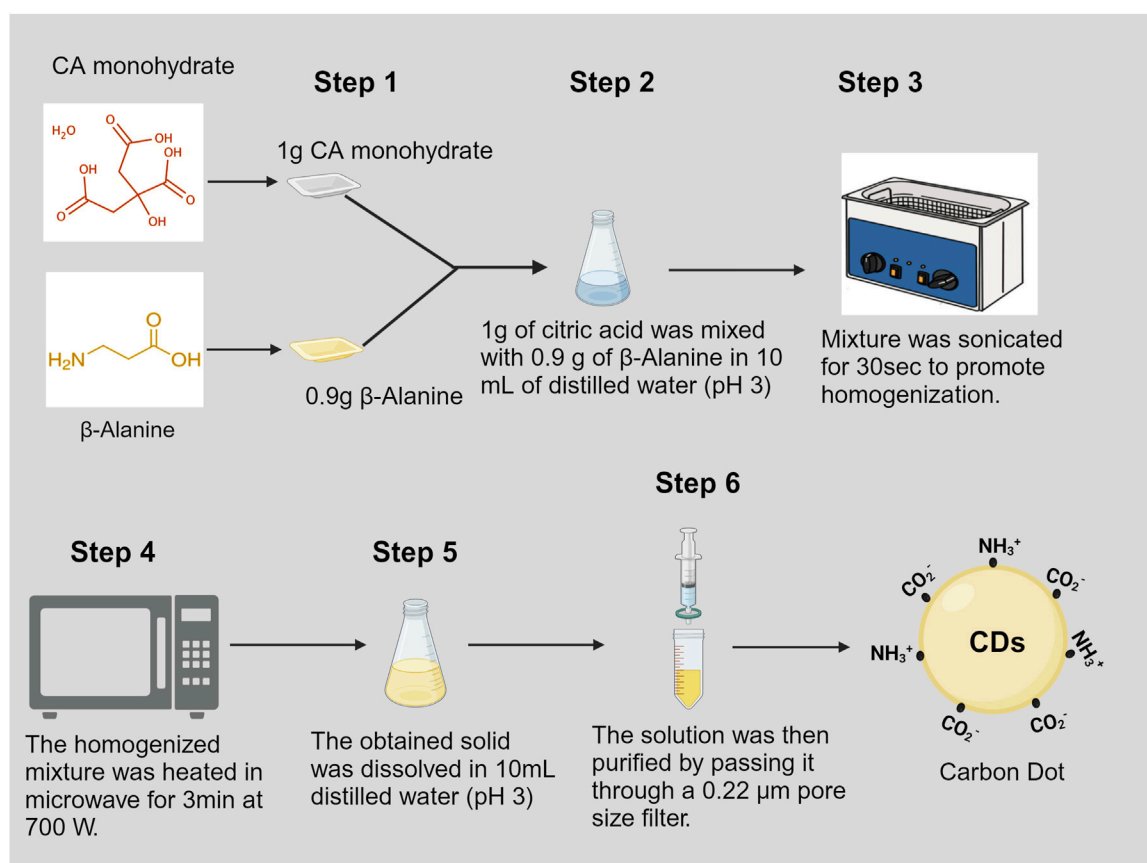 CA monohydrate
Step 1
Step 2
Step 3
H₂O
O
OH
O
OH
OH
O
O
OH
1g CA monohydrate
H₂N
O
OH
β-Alanine
0.9g β-Alanine
1g of citric acid was mixed
with 0.9 g of β-Alanine in 10
mL of distilled water (pH 3)
Mixture was sonicated
for 30sec to promote
homogenization.
Step 4
Step 5
Step 6
The homogenized
mixture was heated in
microwave for 3min at
700 W.
The obtained solid
was dissolved in 10mL
distilled water (pH 3)
The solution was then
purified by passing it
through a 0.22 µm pore
size filter.
NH₃⁺
CO₂⁻
CO₂⁻
CDs
NH₃⁺
NH₃⁺
CO₂⁻
CO₂⁻
Carbon Dot